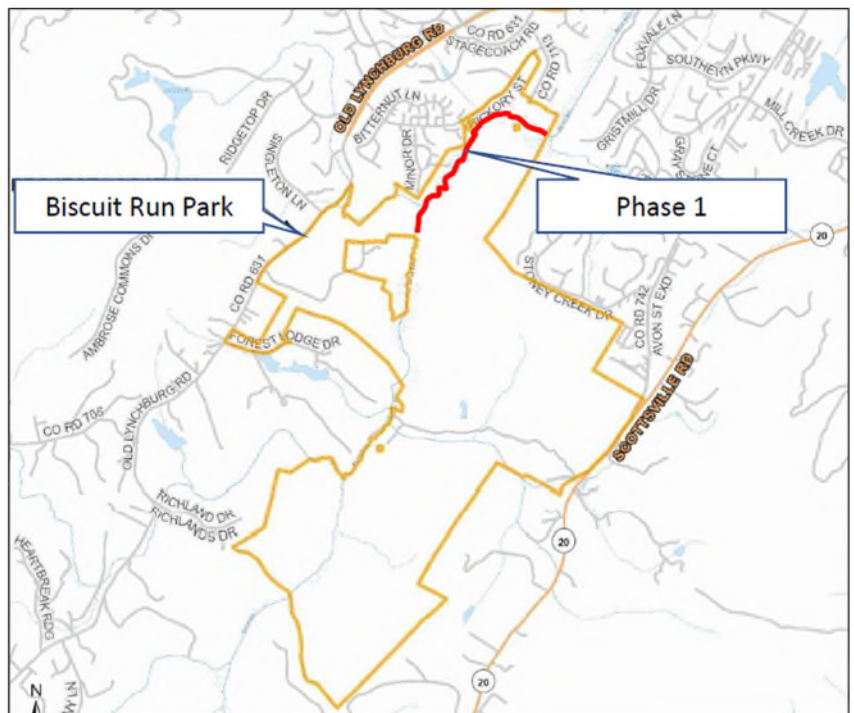 CO RD 631
STAGECOACH RD
CO RD 11
FOXVALE LN
SOUTHERN PKWY
OLD LYNCHBURG RD
HICKORY ST
BITTERNUT LN
GRISTMILL DR
MILL CREEK DR
RIDGETOP DR
MINOR DR
SINGLETON LN
Biscuit Run Park
Phase 1
20
AMBROSE COMMONS DR
CO RD 631
STONEY CREEK DR
CO RD 742
AVON ST EXD
FOREST LODGE DR
SCOTTSVILLE RD
CO RD 706
OLD LYNCHBURG RD
RICHLAND DR
RICHLANDS DR
HEARTBREAK RDG
20
20
N